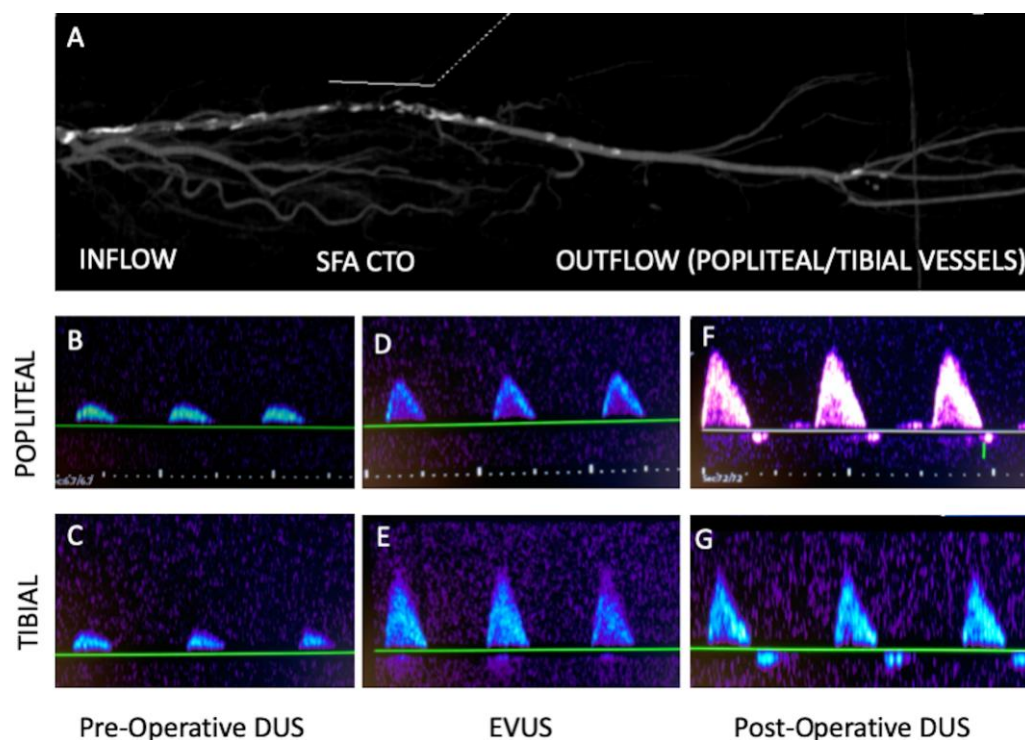 A
INFLOW
SFA CTO
OUTFLOW (POPLITEAL/TIBIAL VESSELS)
POPLITEAL
B
D
F
TIBIAL
C
E
G
Pre-Operative DUS
EVUS
Post-Operative DUS